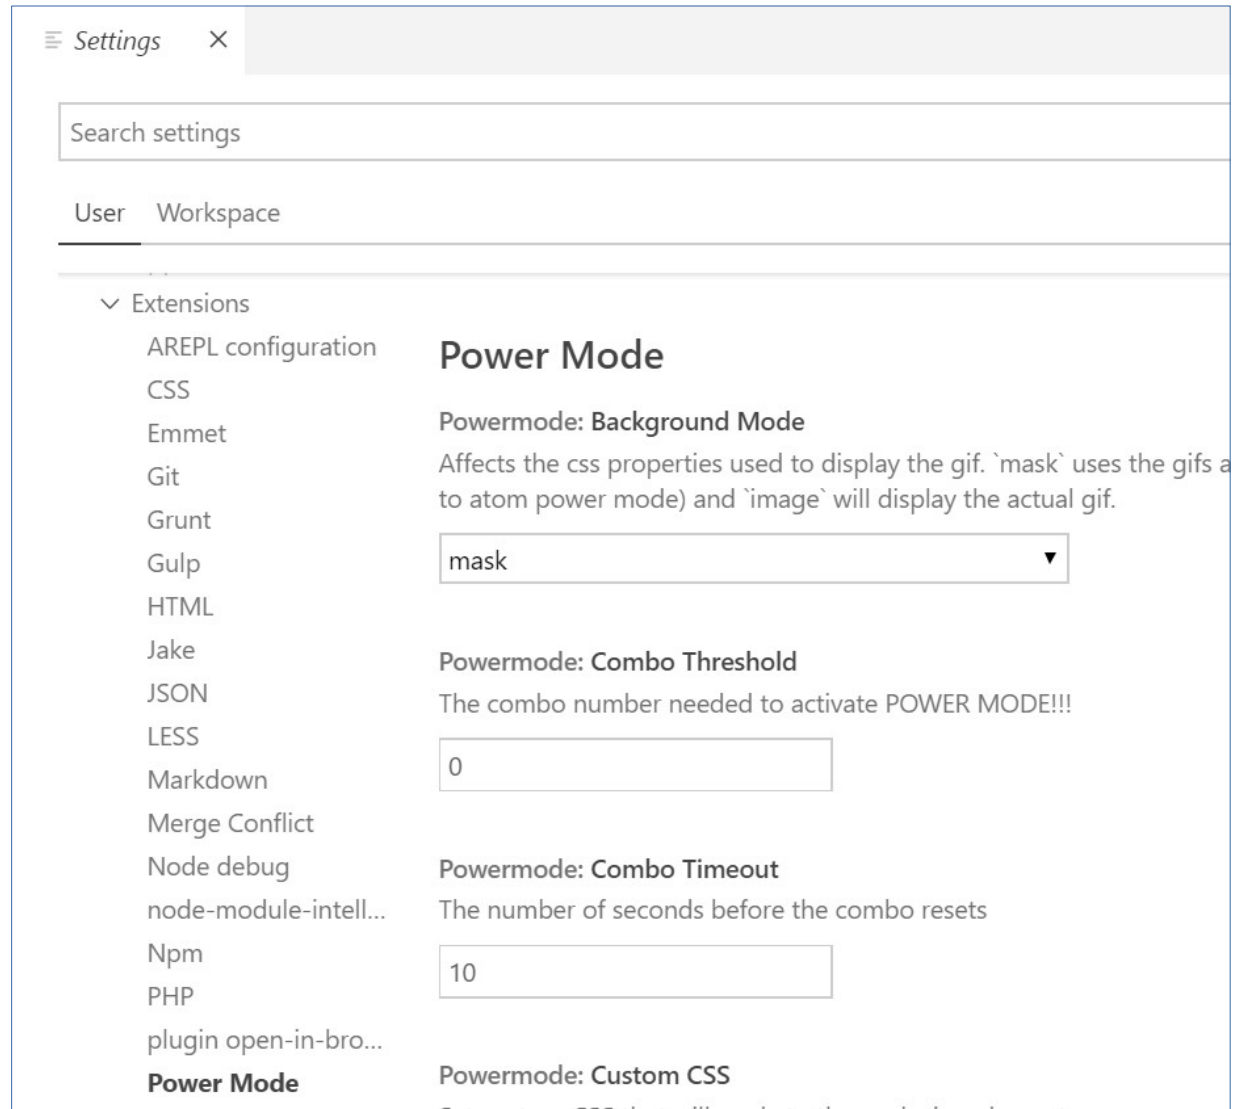 Settings
Search settings
User Workspace
Extensions
AREPL configuration
CSS
Emmet
Git
Grunt
Gulp
HTML
Jake
JSON
LESS
Markdown
Merge Conflict
Node debug
node-module-intell...
Npm
PHP
plugin open-in-bro...
Power Mode
Power Mode
Powermode: Background Mode
Affects the css properties used to display the gif. `mask` uses the gifs a
to atom power mode) and `image` will display the actual gif.
mask
Powermode: Combo Threshold
The combo number needed to activate POWER MODE!!!
0
Powermode: Combo Timeout
The number of seconds before the combo resets
10
Powermode: Custom CSS